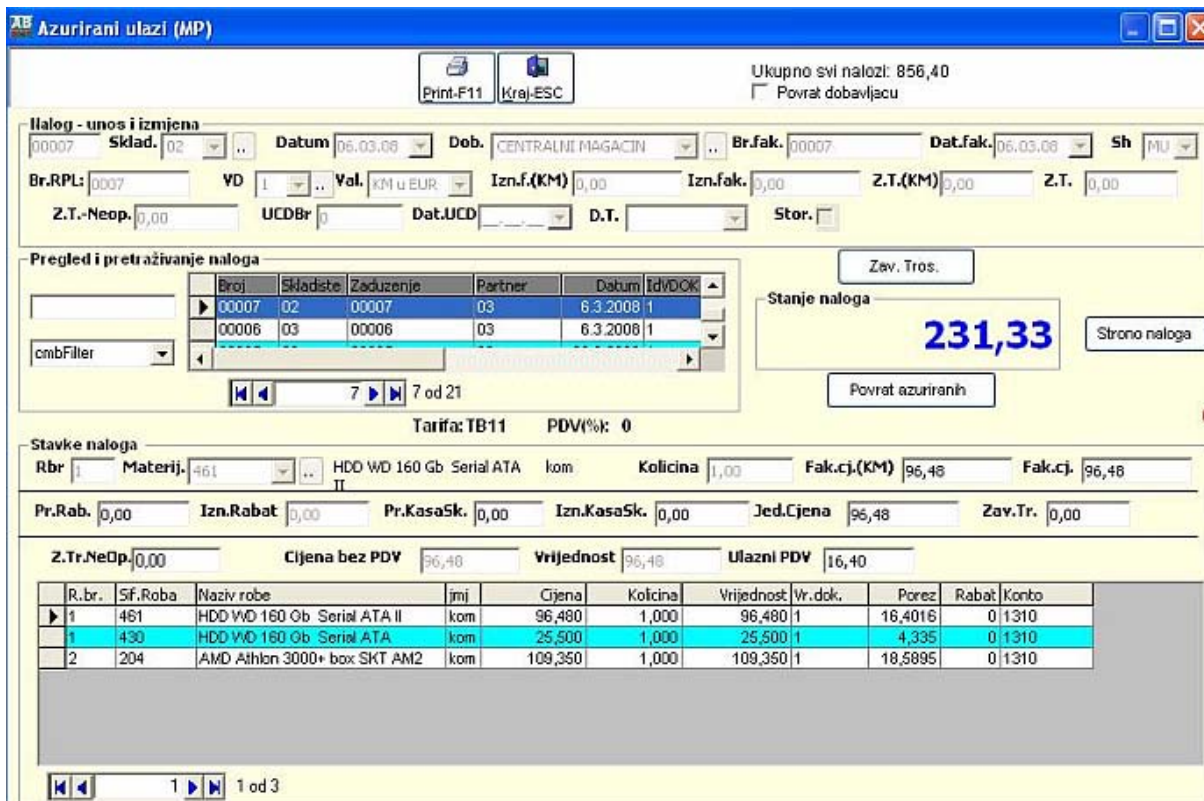 Azurirani ulazi (MP)
Print-F11 Kraj-ESC
Ukupno svi nalozi: 856,40
Povrat dobavljacu
Nalog - unos i izmjena
00007 Sklad. 02 .. Datum 06.03.08 Dob. CENTRALNI MAGACIN .. Br.fak. 00007 Dat.fak. 06.03.08 Sh MU
Br.RPL: 0007 VD 1 .. Val. KM u EUR Izn.f.(KM) 0,00 Izn.fak. 0,00 Z.T.(KM) 0,00 Z.T. 0,00
Z.T.-Neop. 0,00 UCDBr 0 Dat.UCD __.__.__ D.T. Stor.
Pregled i pretraživanje naloga
Broj Skladiste Zaduzenje Partner Datum IdVDOK
00007 02 00007 03 6.3.2008 1
00006 03 00006 03 6.3.2008 1
cmbFilter
7 7 od 21
Zav. Tros.
Stanje naloga
231,33
Strono naloga
Povrat azuriranih
Tarifa: TB11 PDV(%): 0
Stavke naloga
Rbr 1 Materij. 461 .. HDD WD 160 Gb Serial ATA II kom Kolicina 1,00 Fak.cj.(KM) 96,48 Fak.cj. 96,48
Pr.Rab. 0,00 Izn.Rabat 0,00 Pr.KasaSk. 0,00 Izn.KasaSk. 0,00 Jed.Cjena 96,48 Zav.Tr. 0,00
Z.Tr.NeOp. 0,00 Cijena bez PDV 96,48 Vrijednost 96,48 Ulazni PDV 16,40
R.br. Sif.Roba Naziv robe jmj Cijena Kolicina Vrijednost Vr.dok. Porez Rabat Konto
1 461 HDD WD 160 Gb Serial ATA II kom 96,480 1,000 96,480 1 16,4016 0 1310
1 430 HDD WD 160 Gb Serial ATA kom 25,500 1,000 25,500 1 4,335 0 1310
2 204 AMD Athlon 3000+ box SKT AM2 kom 109,350 1,000 109,350 1 18,5895 0 1310
1 1 od 3